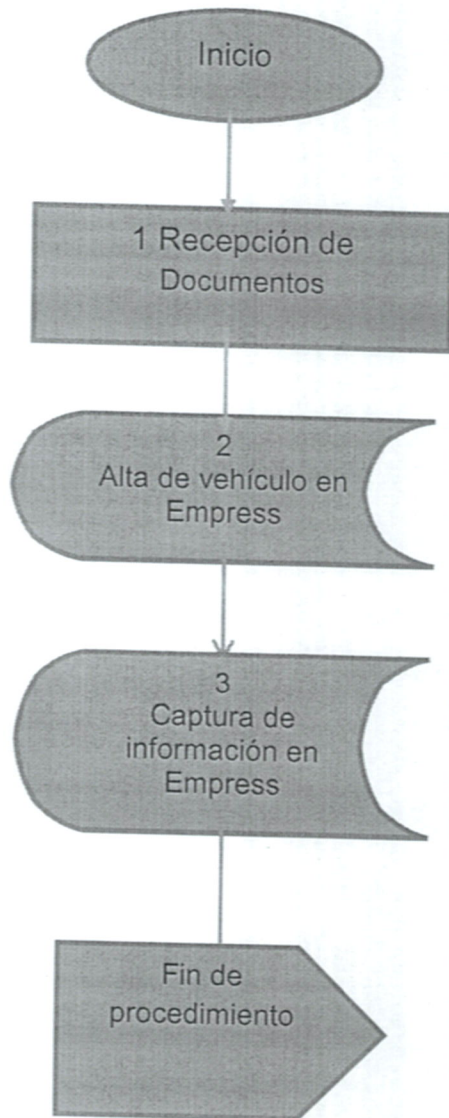 Inicio
1 Recepción de
Documentos
2
Alta de vehículo en
Empress
3
Captura de
información en
Empress
Fin de
procedimiento